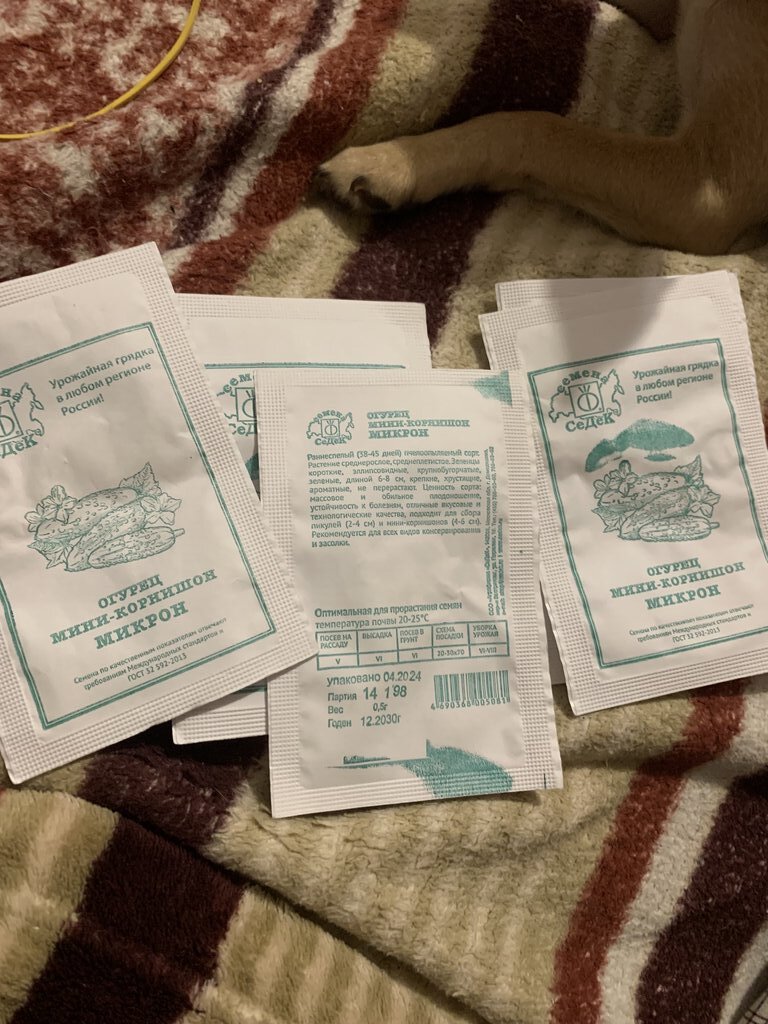 Урожайная грядка
в любом регионе
России!
СеДеК
ОГУРЕЦ
МИНИ-КОРНИШОН
МИКРОН
Семена по качественным показателям отвечают
требованиям Международных стандартов и
ГОСТ 32 592-2013
семена
СеДеК
ОГУРЕЦ
МИНИ-КОРНИШОН
МИКРОН
Раннеспелый (38-45 дней) пчелоопыляемый сорт.
Растение среднерослое, среднеплетистое. Зеленцы
короткие, эллипсовидные, крупнобугорчатые,
зеленые, длиной 6-8 см, крепкие, хрустящие,
ароматные, не перерастают. Ценность сорта:
массовое и обильное плодоношение,
устойчивость к болезням, отличные вкусовые и
технологические качества, подходит для сбора
пикулей (2-4 см) и мини-корнишонов (4-6 см).
Рекомендуется для всех видов консервирования
и засолки.
Оптимальная для прорастания семян
температура почвы 20-25°С
ПОСЕВ НА РАССАДУ ВЫСАДКА ПОСЕВ В ГРУНТ СХЕМА ПОСАДКИ УБОРКА УРОЖАЯ
V VI VI 20-30х70 VI-VIII
упаковано 04.2024
Партия 14 1 98
Вес 0,5г
Годен 12.2030г
4 690368 005081
семена
СеДеК
Урожайная грядка
в любом регионе
России!
ОГУРЕЦ
МИНИ-КОРНИШОН
МИКРОН
Семена по качественным показателям отвечают
требованиям Международных стандартов и
ГОСТ 32 592-2013